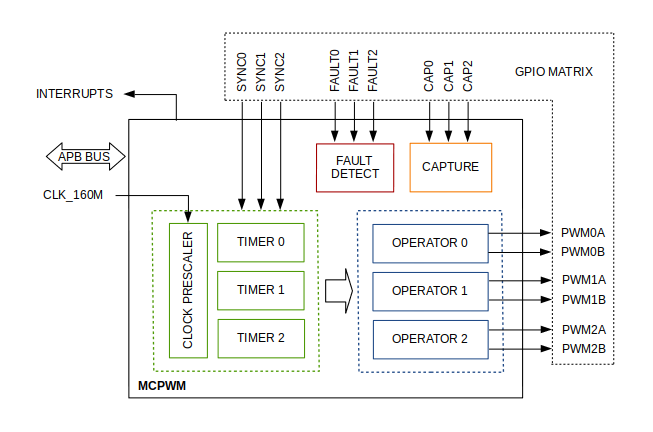 SYNC0
SYNC1
SYNC2
FAULT0
FAULT1
FAULT2
CAP0
CAP1
CAP2
GPIO MATRIX
INTERRUPTS
APB BUS
CLK_160M
FAULT
DETECT
CAPTURE
CLOCK PRESCALER
TIMER 0
TIMER 1
TIMER 2
OPERATOR 0
OPERATOR 1
OPERATOR 2
PWM0A
PWM0B
PWM1A
PWM1B
PWM2A
PWM2B
MCPWM